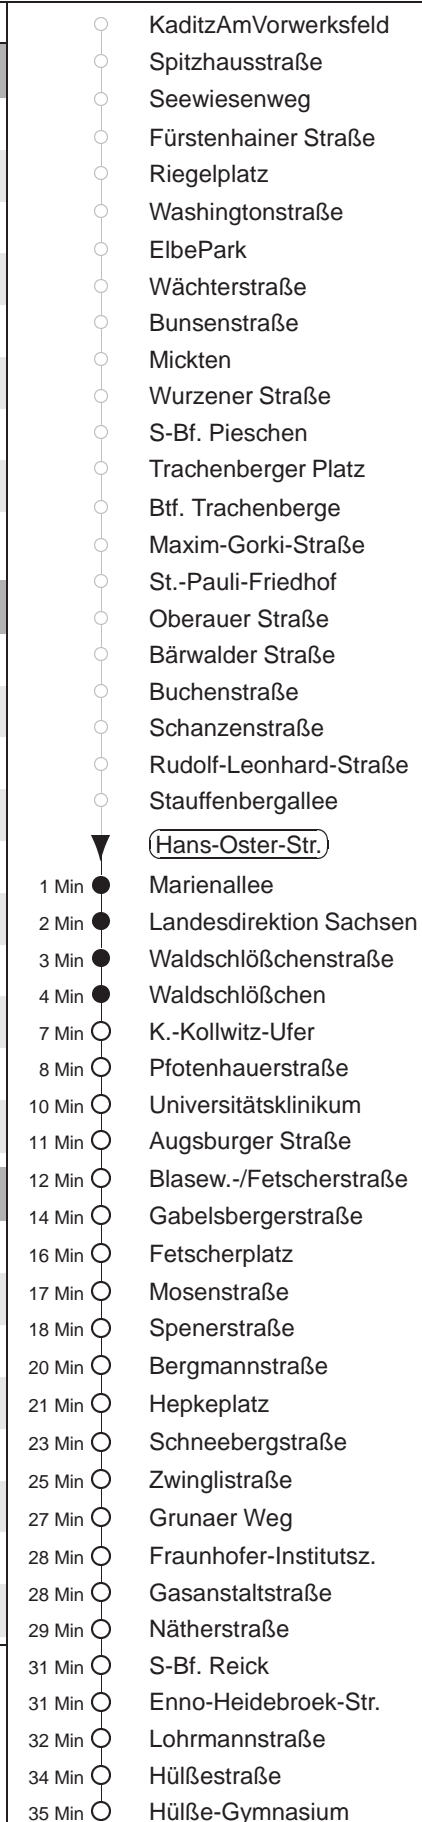 KaditzAmVorwerksfeld
Spitzhausstraße
Seewiesenweg
Fürstenhainer Straße
Riegelplatz
Washingtonstraße
ElbePark
Wächterstraße
Bunsenstraße
Mickten
Wurzener Straße
S-Bf. Pieschen
Trachenberger Platz
Btf. Trachenberge
Maxim-Gorki-Straße
St.-Pauli-Friedhof
Oberauer Straße
Bärwalder Straße
Buchenstraße
Schanzenstraße
Rudolf-Leonhard-Straße
Stauffenbergallee
Hans-Oster-Str.
1 Min Marienallee
2 Min Landesdirektion Sachsen
3 Min Waldschlößchenstraße
4 Min Waldschlößchen
7 Min K.-Kollwitz-Ufer
8 Min Pfotenhauerstraße
10 Min Universitätsklinikum
11 Min Augsburger Straße
12 Min Blasew.-/Fetscherstraße
14 Min Gabelsbergerstraße
16 Min Fetscherplatz
17 Min Mosenstraße
18 Min Spenerstraße
20 Min Bergmannstraße
21 Min Hepkeplatz
23 Min Schneebergstraße
25 Min Zwinglistraße
27 Min Grunaer Weg
28 Min Fraunhofer-Institutsz.
28 Min Gasanstaltstraße
29 Min Nätherstraße
31 Min S-Bf. Reick
31 Min Enno-Heidebroek-Str.
32 Min Lohrmannstraße
34 Min Hülßestraße
35 Min Hülße-Gymnasium